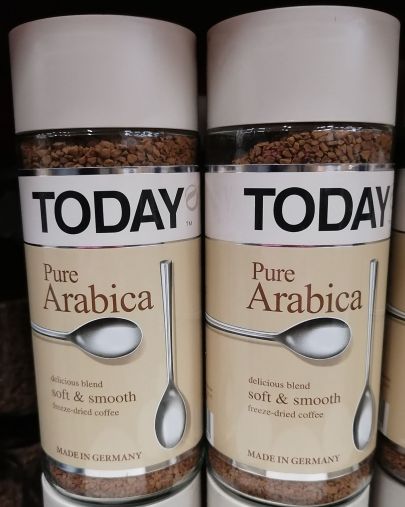 TODAY
TM
Pure
Arabica
delicious blend
soft & smooth
freeze-dried coffee
MADE IN GERMANY
TODAY
Pure
Arabica
delicious blend
soft & smooth
freeze-dried coffee
MADE IN GERMANY